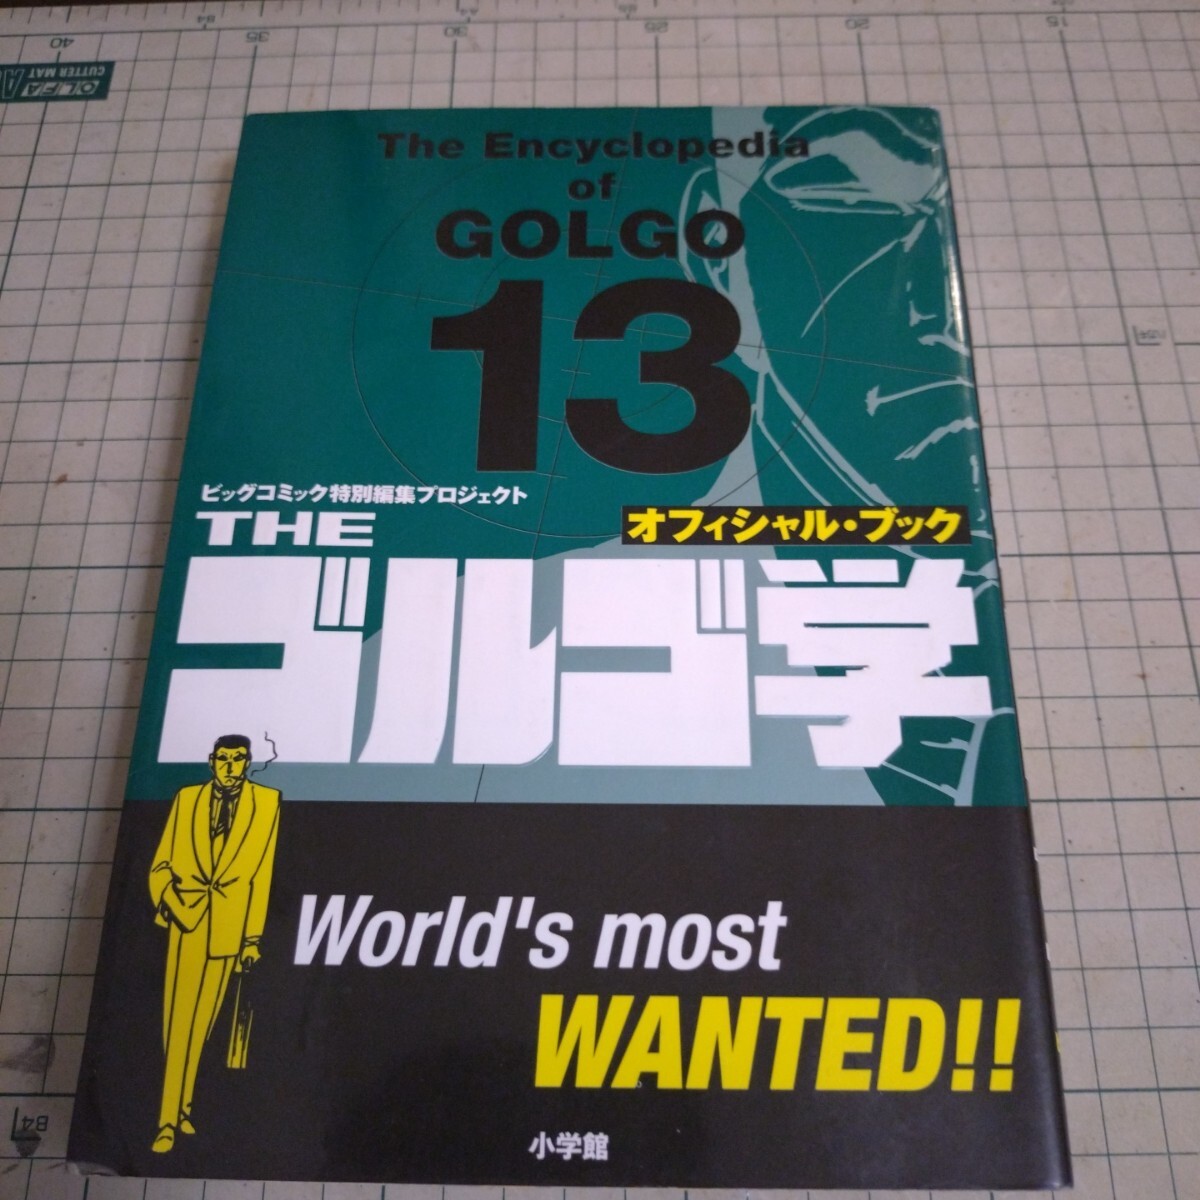 40
35
30
25
20
15
OLFA
CUTTER MAT A
The Encyclopedia
of
GOLGO
13
ビッグコミック特別編集プロジェクト
THE
オフィシャル・ブック
ゴルゴ学
World's most
WANTED!!
小学館
B4